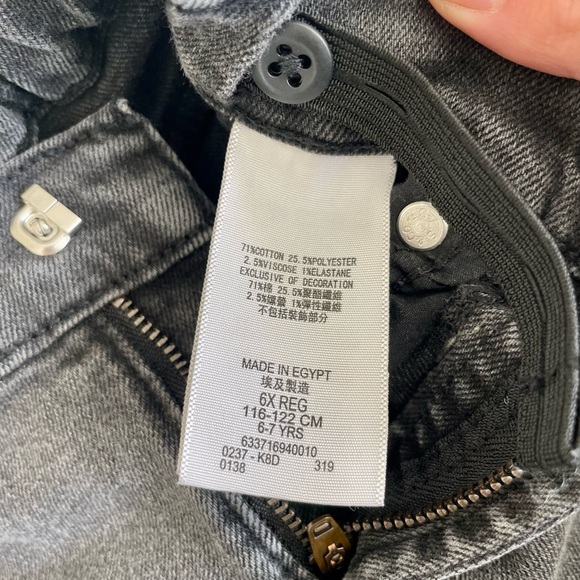 71%COTTON 25.5%POLYESTER
2.5%VISCOSE 1%ELASTANE
EXCLUSIVE OF DECORATION
71%棉 25.5%聚酯纖維
2.5%嫘縈 1%彈性纖維
不包括裝飾部分
MADE IN EGYPT
埃及製造
6X REG
116-122 CM
6-7 YRS
633716940010
0237 - K8D
0138 319